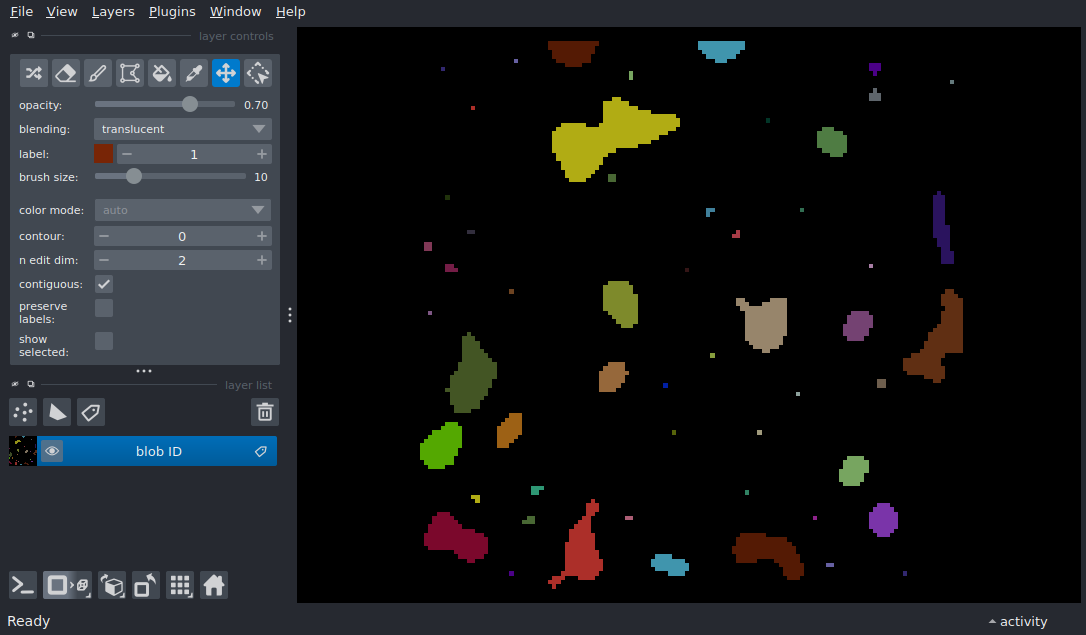 File View Layers Plugins Window Help
layer controls
opacity: 0.70
blending: translucent
label: 1
brush size: 10
color mode: auto
contour: 0
n edit dim: 2
contiguous:
preserve
labels:
show
selected:
layer list
blob ID
Ready
activity